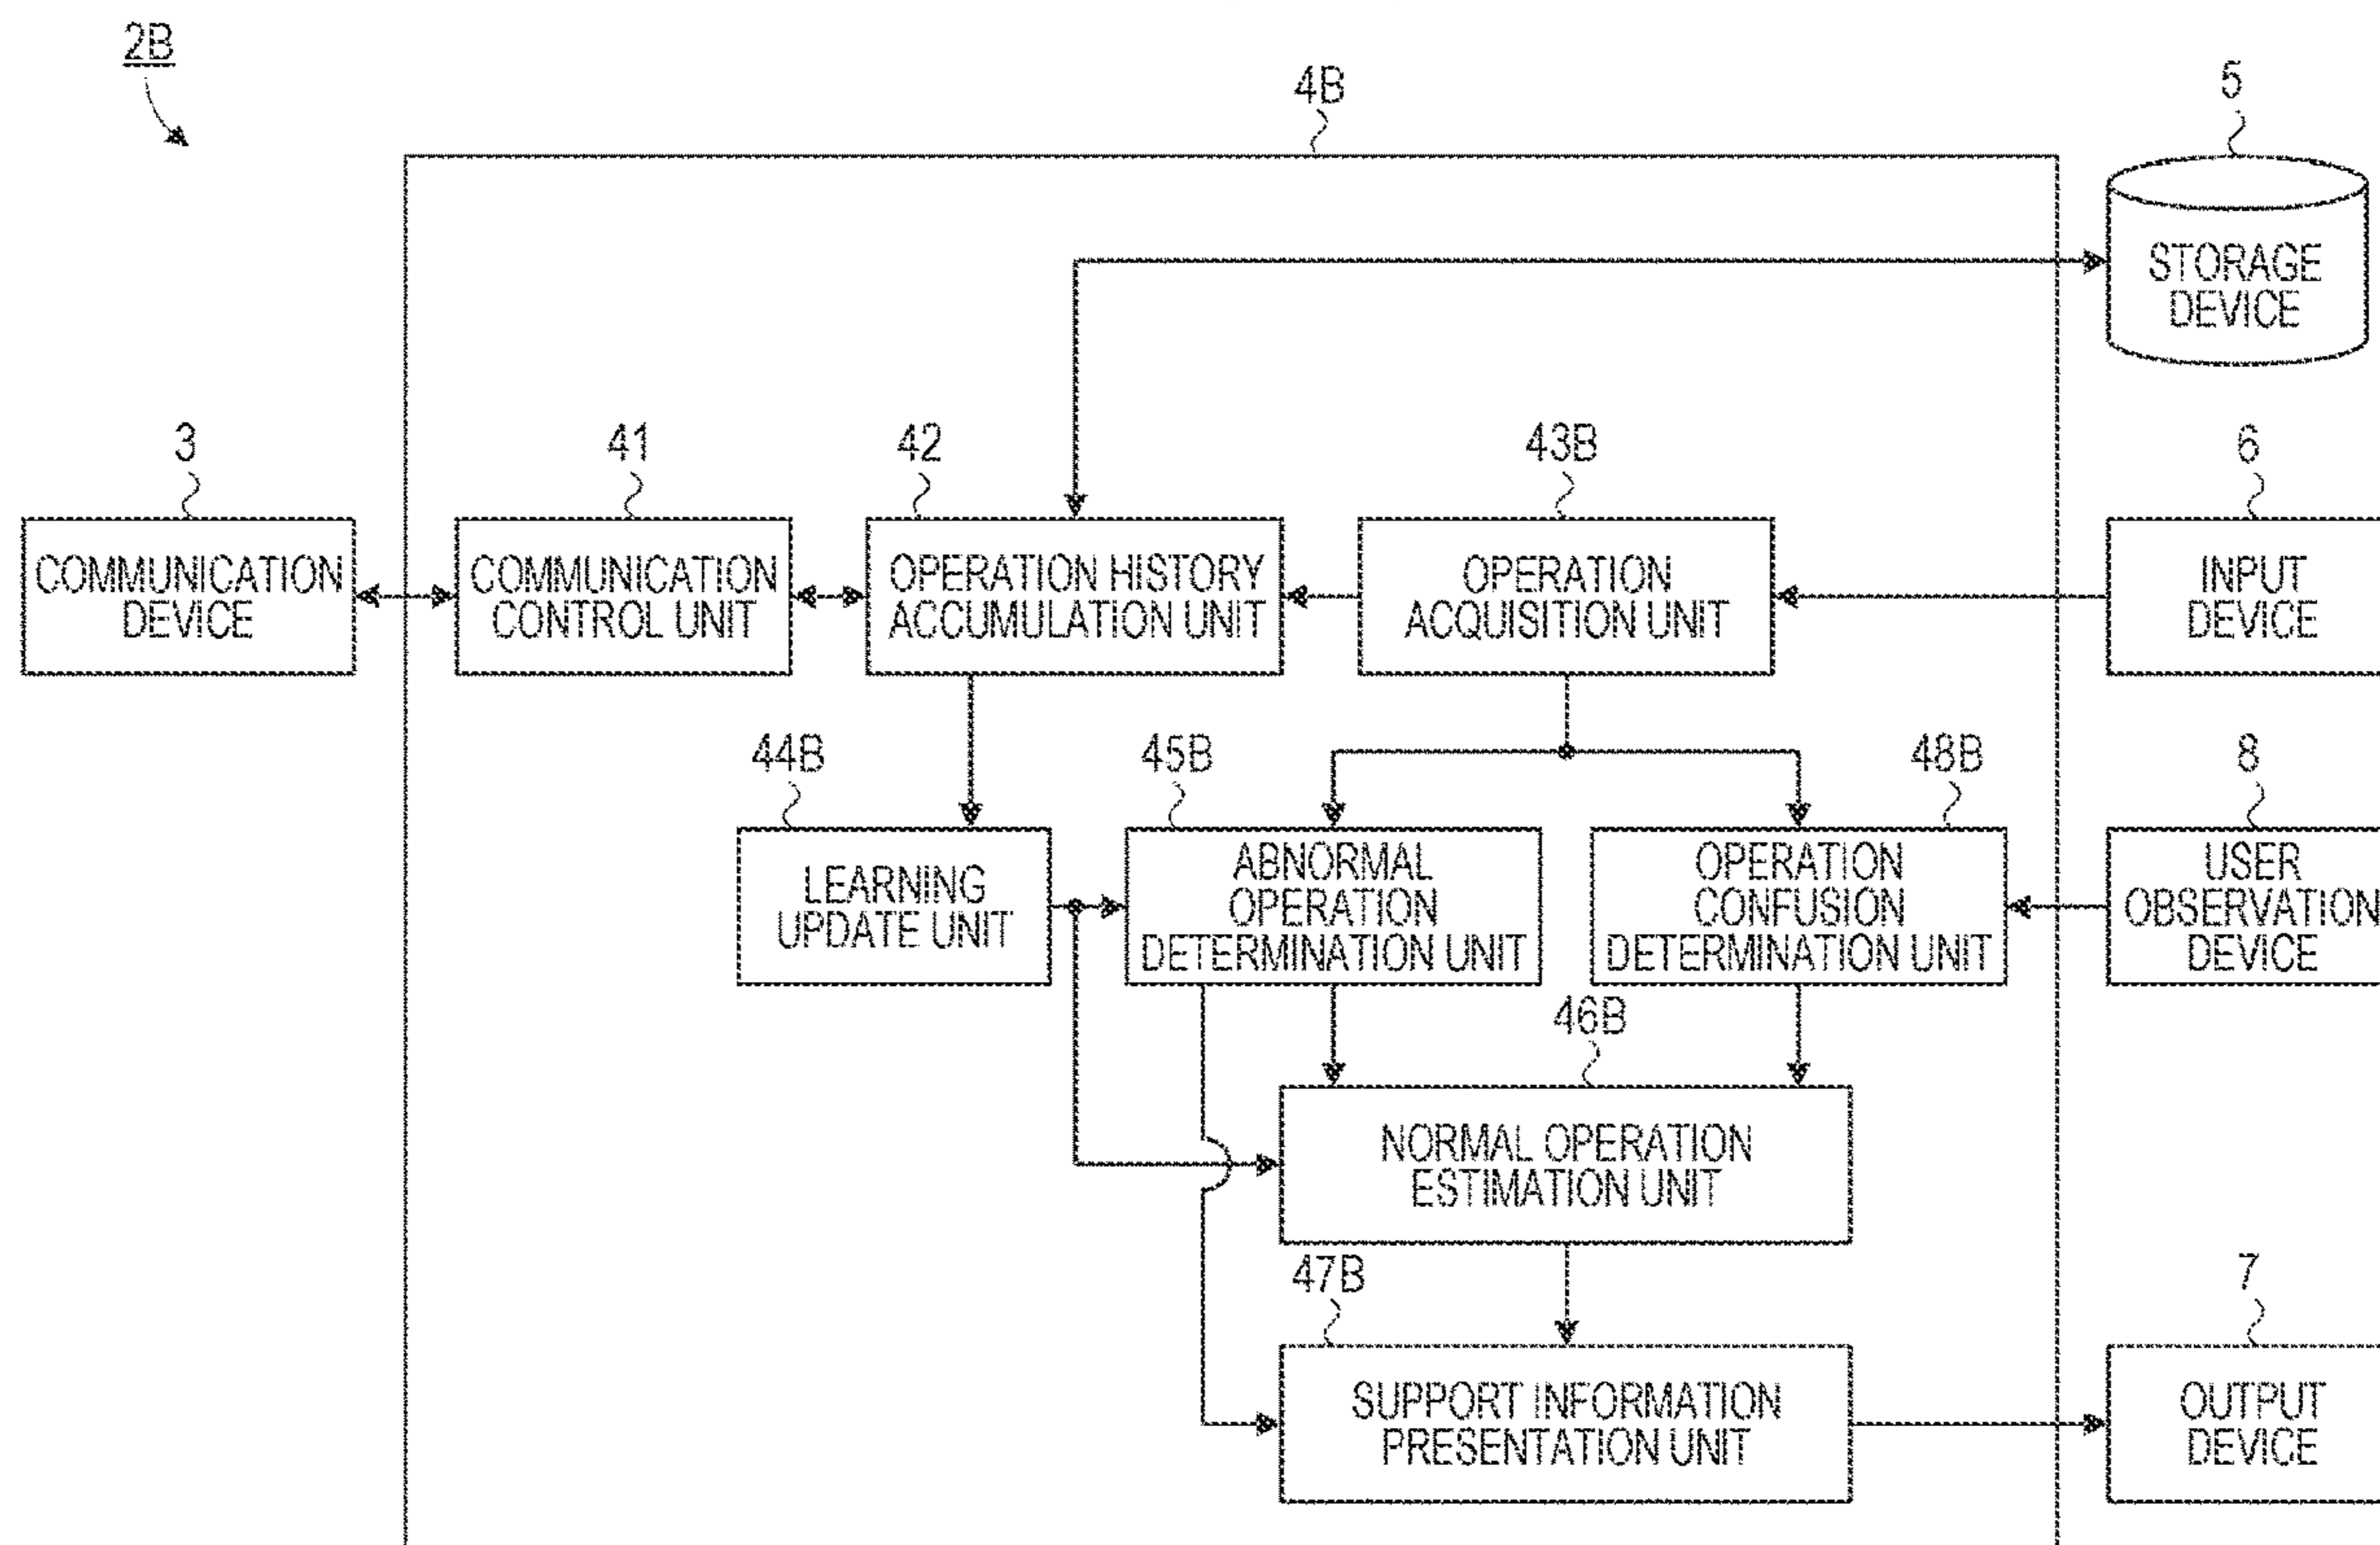 2B
4B
5
STORAGE
DEVICE
3
41
42
43B
6
COMMUNICATION
DEVICE
COMMUNICATION
CONTROL UNIT
OPERATION HISTORY
ACCUMULATION UNIT
OPERATION
ACQUISITION UNIT
INPUT
DEVICE
44B
45B
48B
8
LEARNING
UPDATE UNIT
ABNORMAL
OPERATION
DETERMINATION UNIT
OPERATION
CONFUSION
DETERMINATION UNIT
USER
OBSERVATION
DEVICE
46B
NORMAL OPERATION
ESTIMATION UNIT
47B
7
SUPPORT INFORMATION
PRESENTATION UNIT
OUTPUT
DEVICE